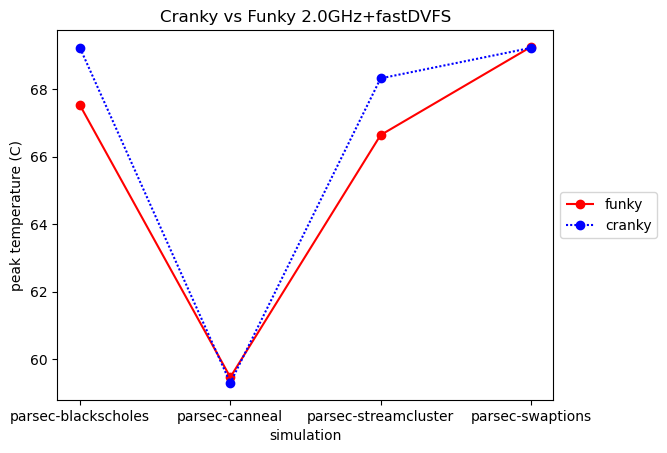 Cranky vs Funky 2.0GHz+fastDVFS
peak temperature (C)
68
66
64
62
60
parsec-blackscholes
parsec-canneal
parsec-streamcluster
parsec-swaptions
simulation
funky
cranky